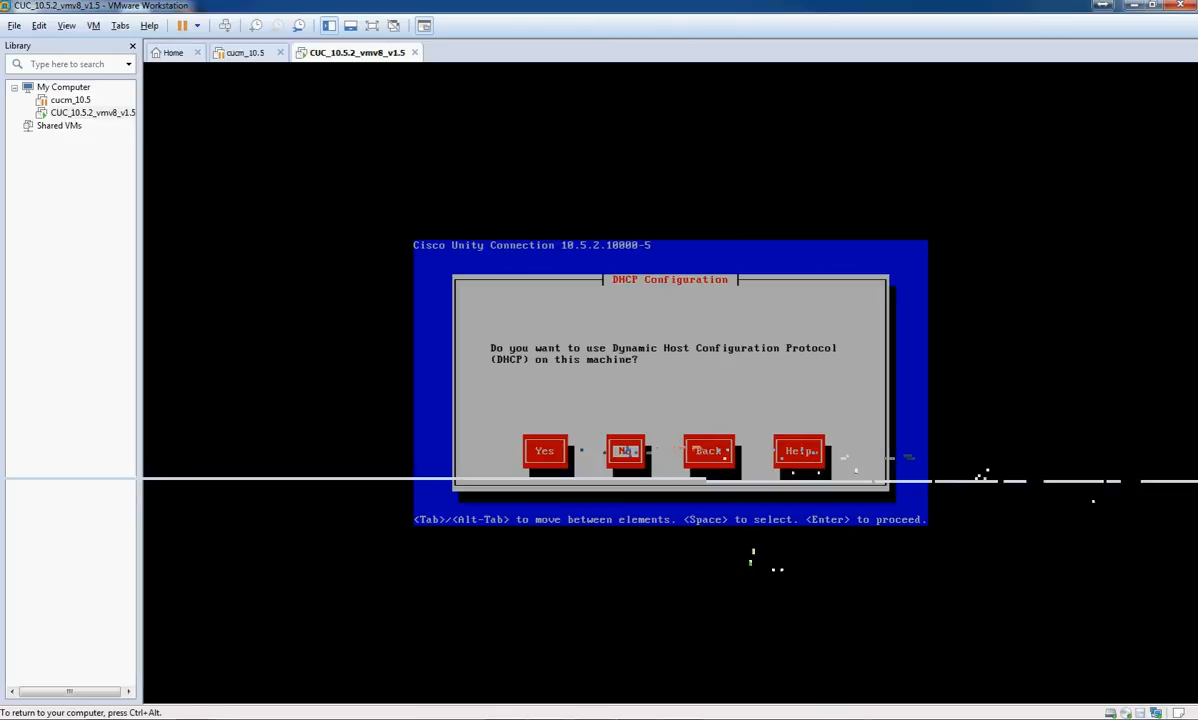 CUC_10.5.2_vmv8_v1.5 - VMware Workstation
File Edit View VM Tabs Help
Library
Type here to search
My Computer
cucm_10.5
CUC_10.5.2_vmv8_v1.5
Shared VMs
Home
cucm_10.5
CUC_10.5.2_vmv8_v1.5
Cisco Unity Connection 10.5.2.10000-5
DHCP Configuration
Do you want to use Dynamic Host Configuration Protocol
(DHCP) on this machine?
Yes No Back Help
<Tab>/<Alt-Tab> to move between elements. <Space> to select. <Enter> to proceed.
To return to your computer, press Ctrl+Alt.